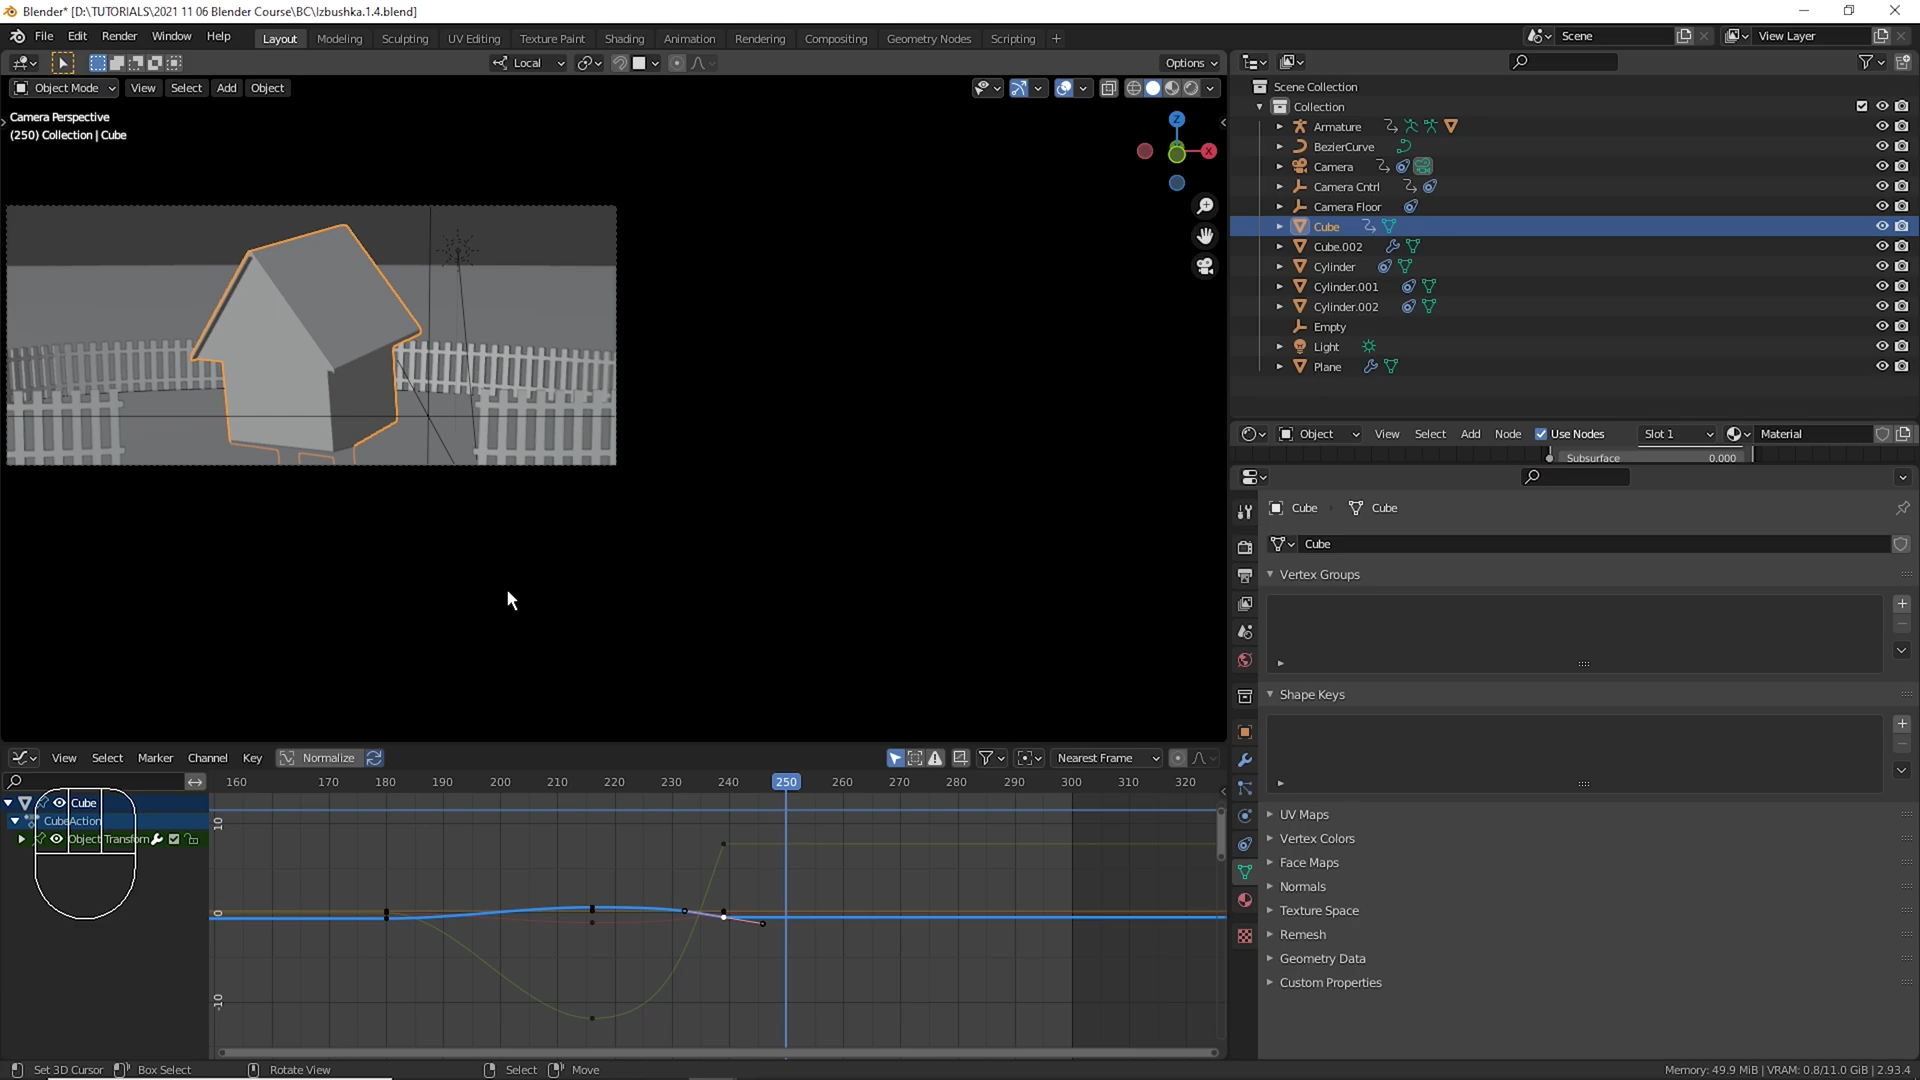 Blender* [D:\TUTORIALS\2021 11 06 Blender Course\BC\Izbushka.1.4.blend]
File Edit Render Window Help Layout Modeling Sculpting UV Editing Texture Paint Shading Animation Rendering Compositing Geometry Nodes Scripting + Scene View Layer
Local Options
Object Mode View Select Add Object
Camera Perspective
(250) Collection | Cube
Z
X
Scene Collection
Collection
Armature
BezierCurve
Camera
Camera Cntrl
Camera Floor
Cube
Cube.002
Cylinder
Cylinder.001
Cylinder.002
Empty
Light
Plane
Object View Select Add Node Use Nodes Slot 1 Material
Subsurface 0.000
Cube Cube
Cube
Vertex Groups
Shape Keys
UV Maps
Vertex Colors
Face Maps
Normals
Texture Space
Remesh
Geometry Data
Custom Properties
View Select Marker Channel Key Normalize Nearest Frame
160 170 180 190 200 210 220 230 240 250 260 270 280 290 300 310 320
Cube
CubeAction
Object Transform
10
0
-10
Set 3D Cursor Box Select Rotate View Select Move Memory: 49.9 MiB | VRAM: 0.8/11.0 GiB | 2.93.4